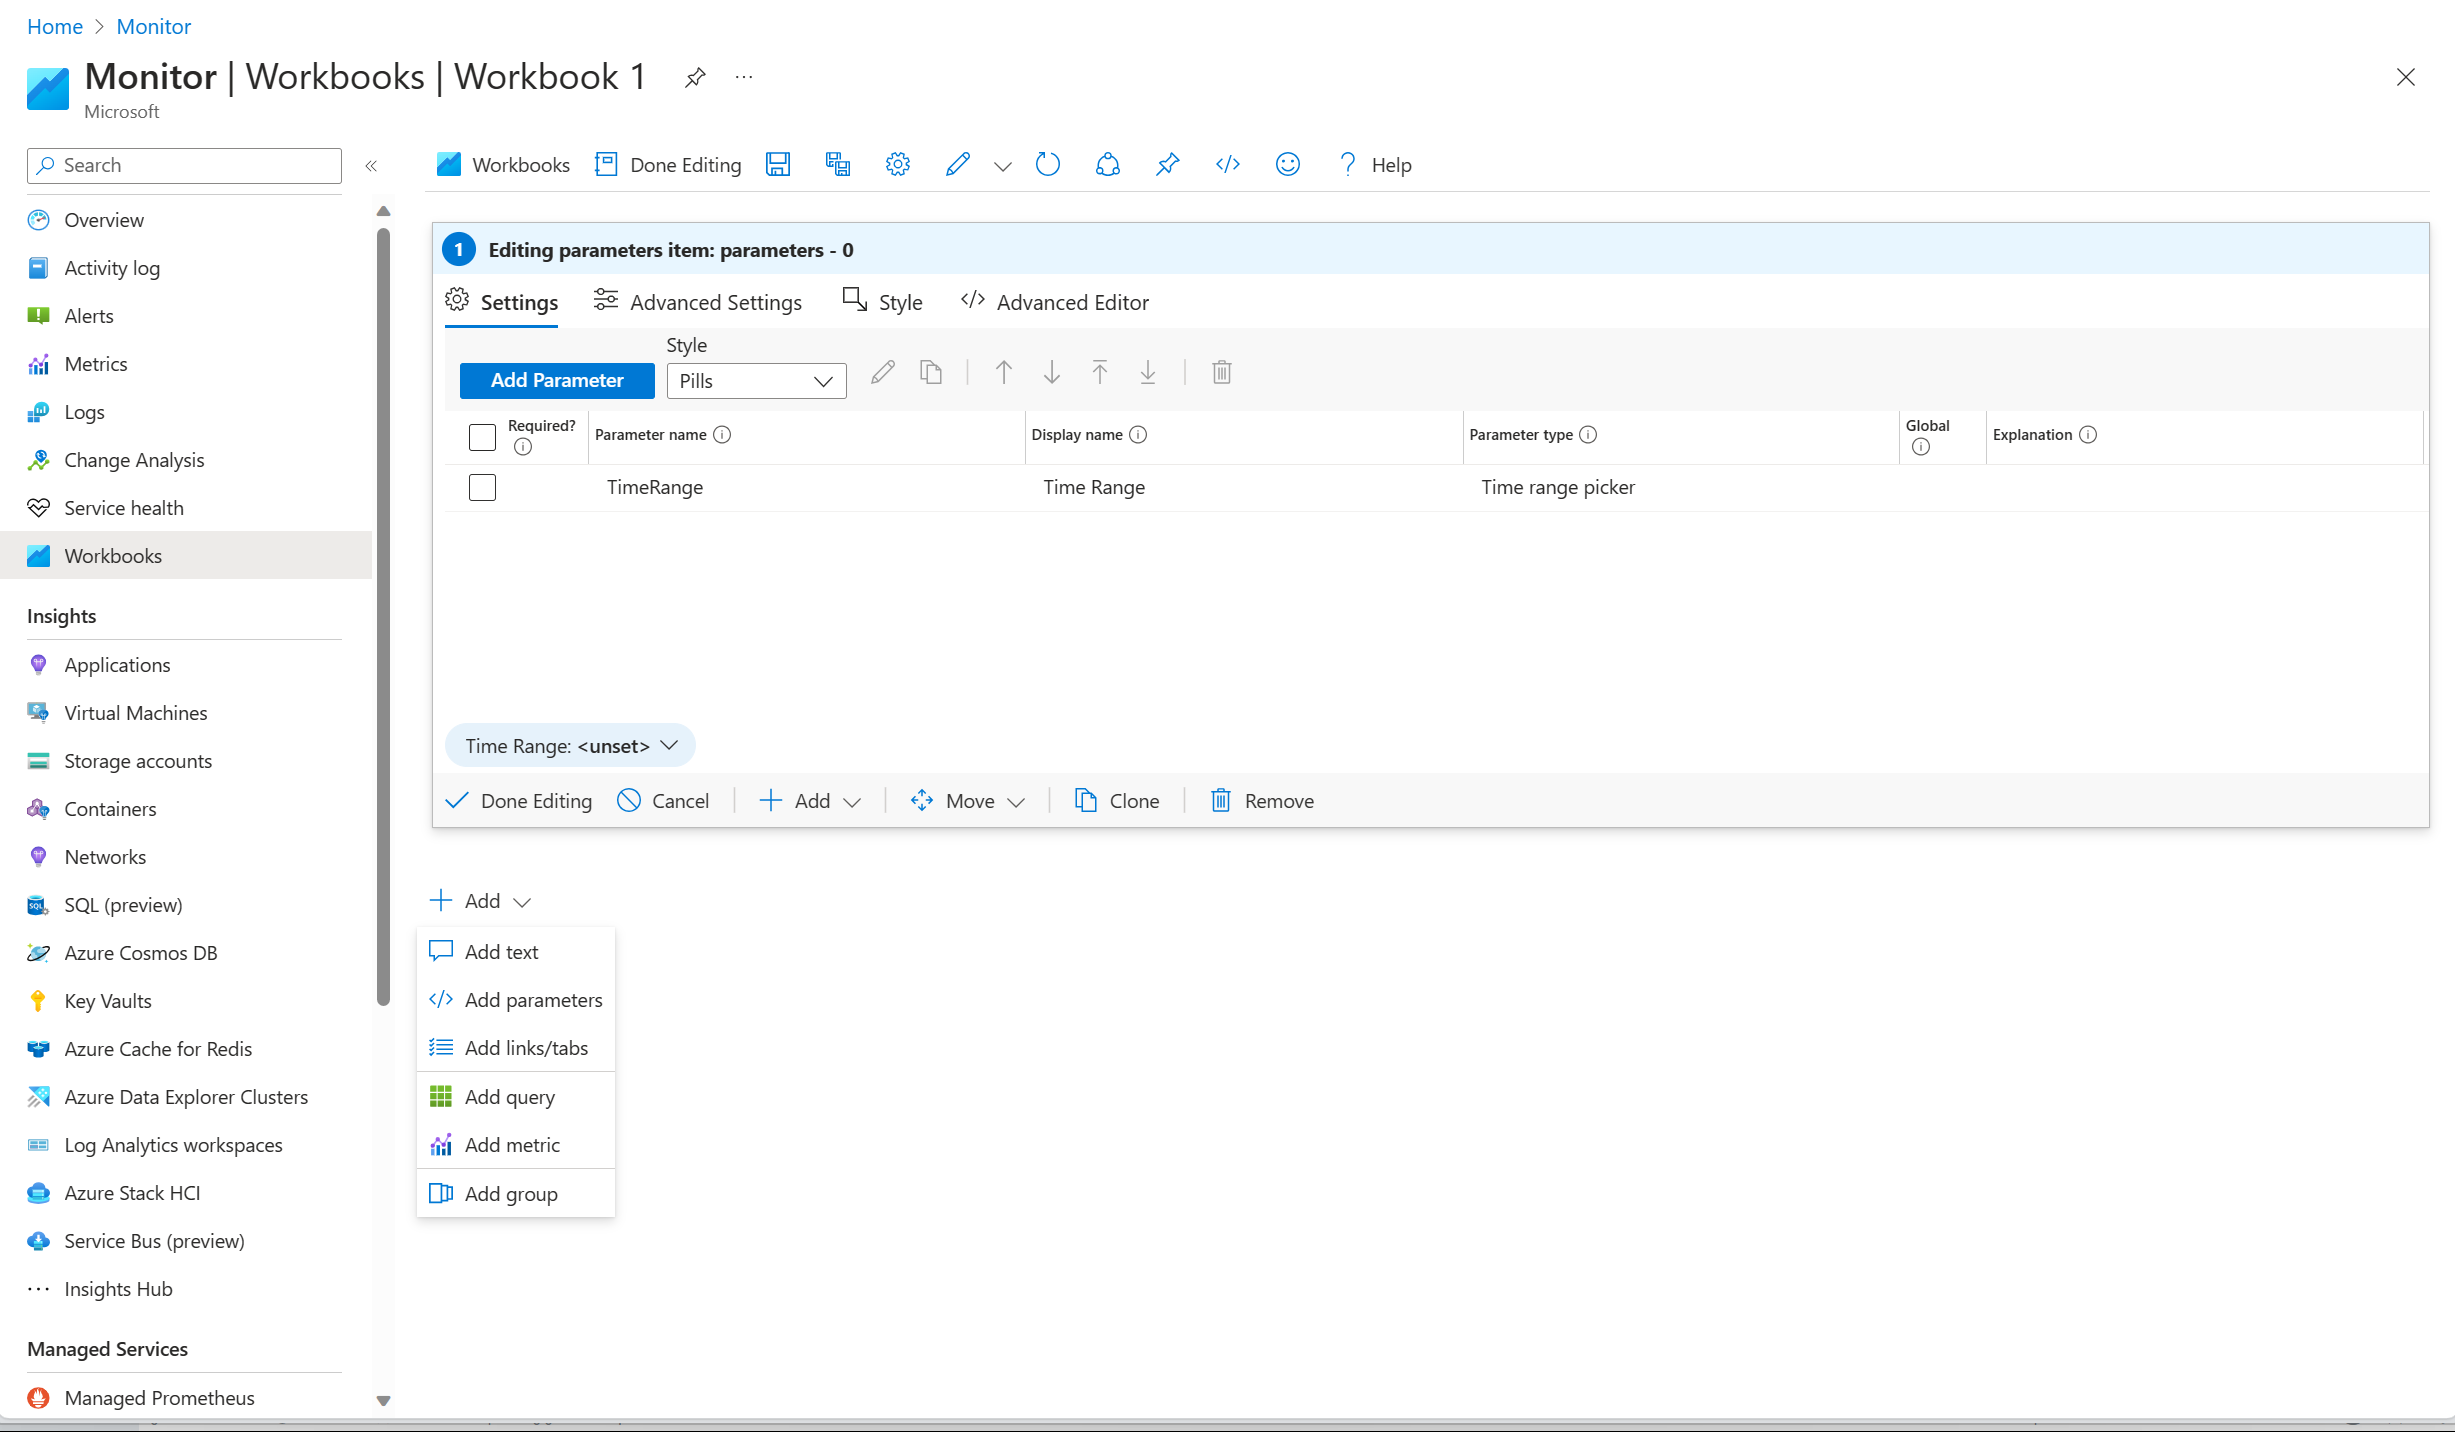 Home > Monitor
Monitor | Workbooks | Workbook 1 ···
Microsoft
Search «
Overview
Activity log
Alerts
Metrics
Logs
Change Analysis
Service health
Workbooks
Insights
Applications
Virtual Machines
Storage accounts
Containers
Networks
SQL (preview)
Azure Cosmos DB
Key Vaults
Azure Cache for Redis
Azure Data Explorer Clusters
Log Analytics workspaces
Azure Stack HCI
Service Bus (preview)
Insights Hub
Managed Services
Managed Prometheus
Workbooks Done Editing </> ? Help
1 Editing parameters item: parameters - 0
Settings Advanced Settings Style </> Advanced Editor
Style
Add Parameter Pills
Required? Parameter name Display name Parameter type Global Explanation
TimeRange Time Range Time range picker
Time Range: <unset>
Done Editing Cancel Add Move Clone Remove
Add
Add text
</> Add parameters
Add links/tabs
Add query
Add metric
Add group